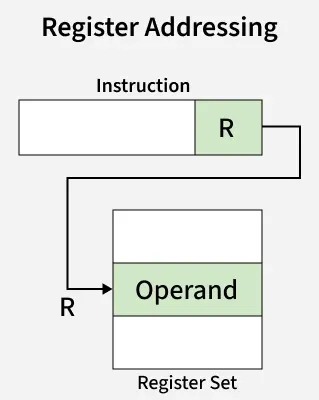 Register Addressing
Instruction
R
Operand
R
Register Set